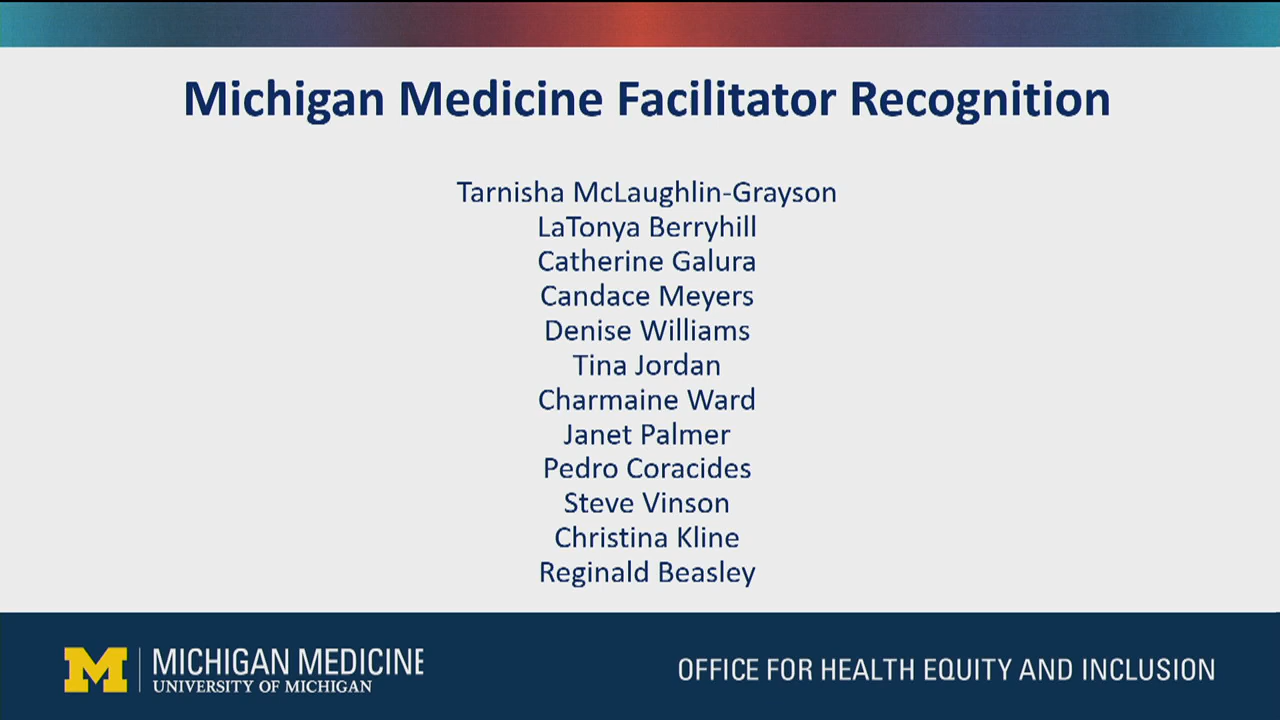 Michigan Medicine Facilitator Recognition
Tarnisha McLaughlin-Grayson
LaTonya Berryhill
Catherine Galura
Candace Meyers
Denise Williams
Tina Jordan
Charmaine Ward
Janet Palmer
Pedro Coracides
Steve Vinson
Christina Kline
Reginald Beasley
M
MICHIGAN MEDICINE
UNIVERSITY OF MICHIGAN
OFFICE FOR HEALTH EQUITY AND INCLUSION